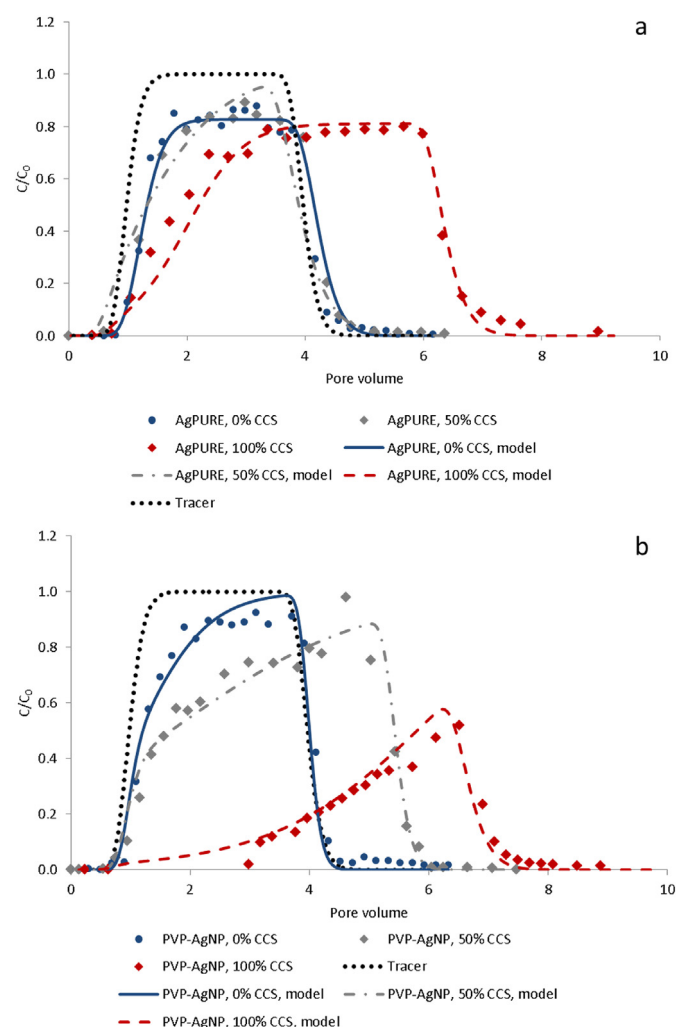 a
1.2
1.0
0.8
0.6
0.4
0.2
0.0
C/C₀
0 2 4 6 8 10
Pore volume
AgPURE, 0% CCS AgPURE, 50% CCS
AgPURE, 100% CCS AgPURE, 0% CCS, model
AgPURE, 50% CCS, model AgPURE, 100% CCS, model
Tracer
b
1.2
1.0
0.8
0.6
0.4
0.2
0.0
C/C₀
0 2 4 6 8 10
Pore volume
PVP-AgNP, 0% CCS PVP-AgNP, 50% CCS
PVP-AgNP, 100% CCS Tracer
PVP-AgNP, 0% CCS, model PVP-AgNP, 50% CCS, model
PVP-AgNP, 100% CCS, model